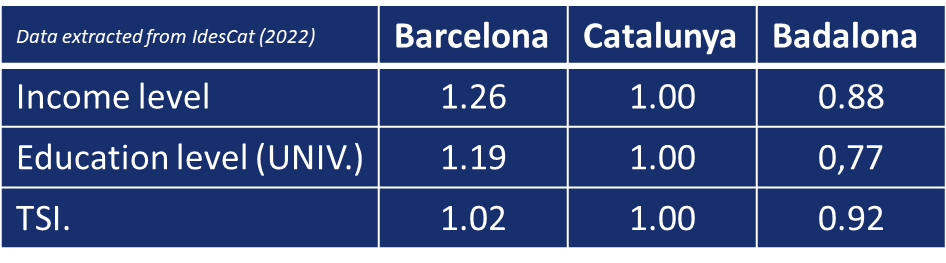 Data extracted from IdesCat (2022) Barcelona Catalunya Badalona
Income level 1.26 1.00 0.88
Education level (UNIV.) 1.19 1.00 0,77
TSI. 1.02 1.00 0.92